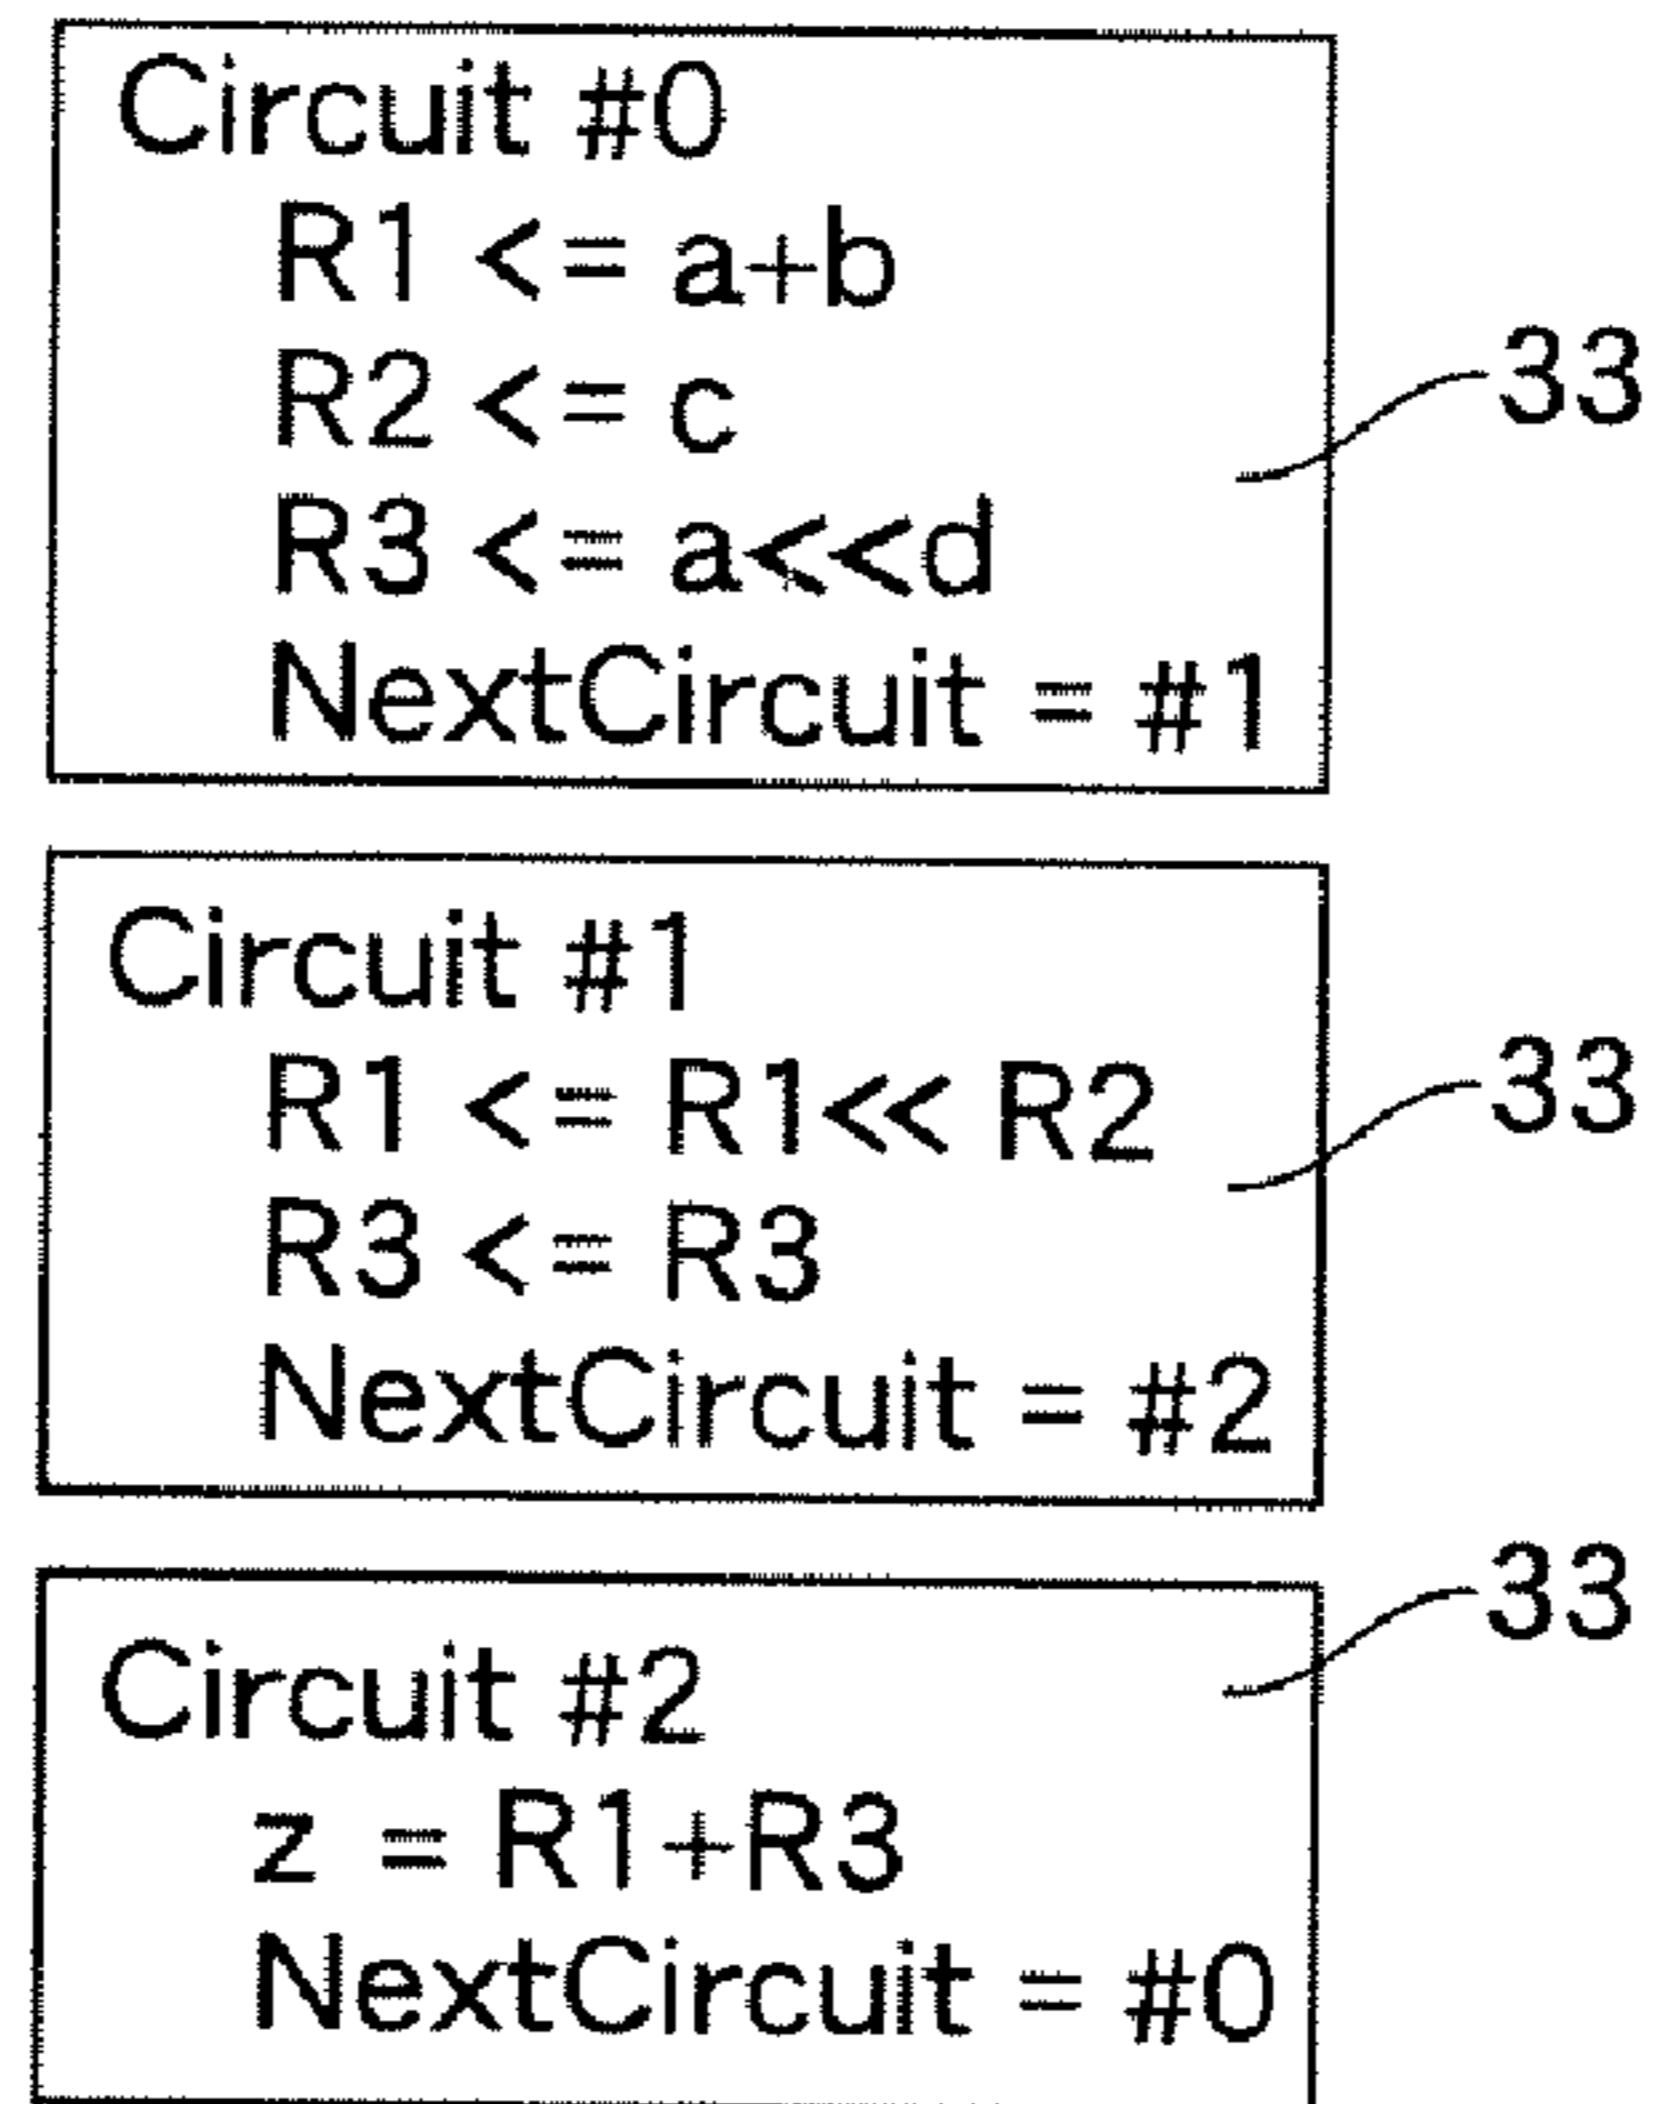 Circuit #0
R1 <= a+b
R2 <= c
33
R3 <= a<<d
NextCircuit = #1
Circuit #1
R1 <= R1<< R2
33
R3 <= R3
NextCircuit = #2
33
Circuit #2
z = R1+R3
NextCircuit = #0